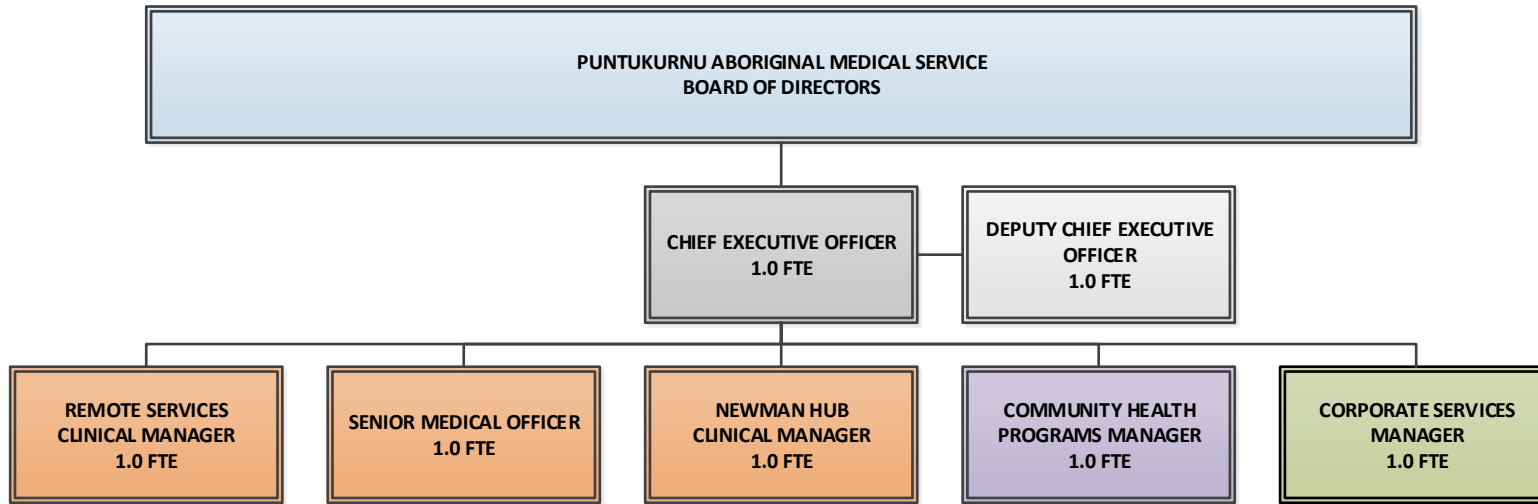 PUNTUKURNU ABORIGINAL MEDICAL SERVICE
BOARD OF DIRECTORS
CHIEF EXECUTIVE OFFICER
1.0 FTE
DEPUTY CHIEF EXECUTIVE
OFFICER
1.0 FTE
REMOTE SERVICES
CLINICAL MANAGER
1.0 FTE
SENIOR MEDICAL OFFICER
1.0 FTE
NEWMAN HUB
CLINICAL MANAGER
1.0 FTE
COMMUNITY HEALTH
PROGRAMS MANAGER
1.0 FTE
CORPORATE SERVICES
MANAGER
1.0 FTE